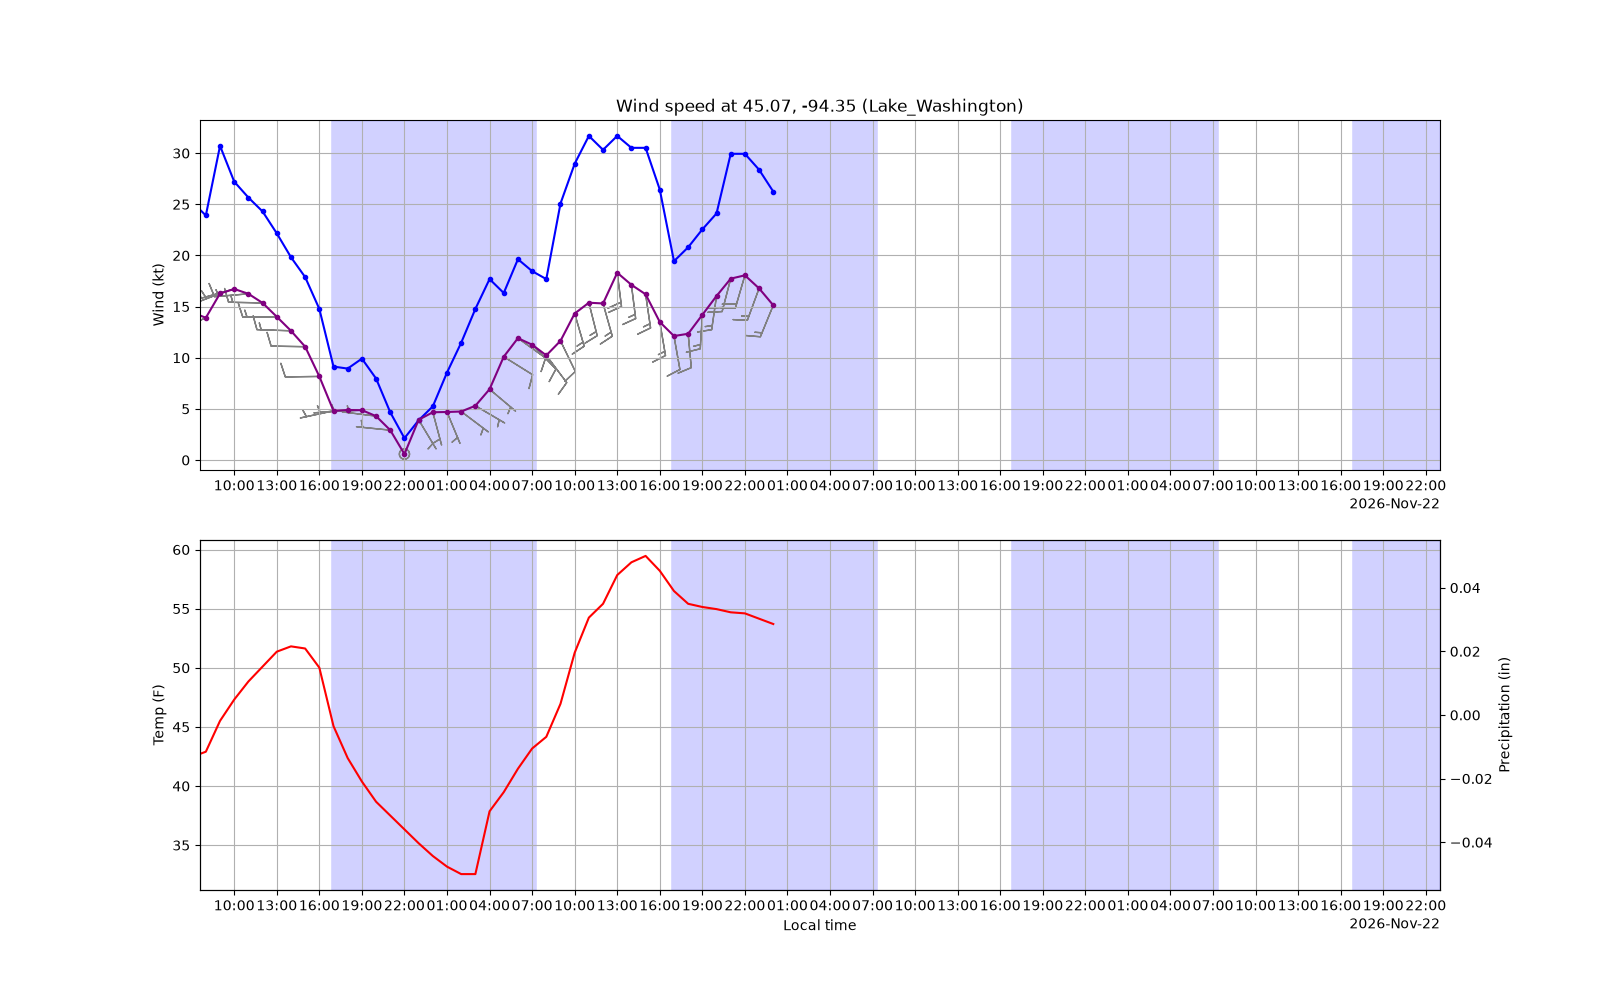 Wind speed at 45.07, -94.35 (Lake_Washington)
30
25
20
15
10
5
0
Wind (kt)
10:00 13:00 16:00 19:00 22:00 01:00 04:00 07:00 10:00 13:00 16:00 19:00 22:00 01:00 04:00 07:00 10:00 13:00 16:00 19:00 22:00 01:00 04:00 07:00 10:00 13:00 16:00 19:00 22:00
2026-Nov-22
60
55
50
45
40
35
Temp (F)
0.04
0.02
0.00
−0.02
−0.04
Precipitation (in)
10:00 13:00 16:00 19:00 22:00 01:00 04:00 07:00 10:00 13:00 16:00 19:00 22:00 01:00 04:00 07:00 10:00 13:00 16:00 19:00 22:00 01:00 04:00 07:00 10:00 13:00 16:00 19:00 22:00
Local time
2026-Nov-22